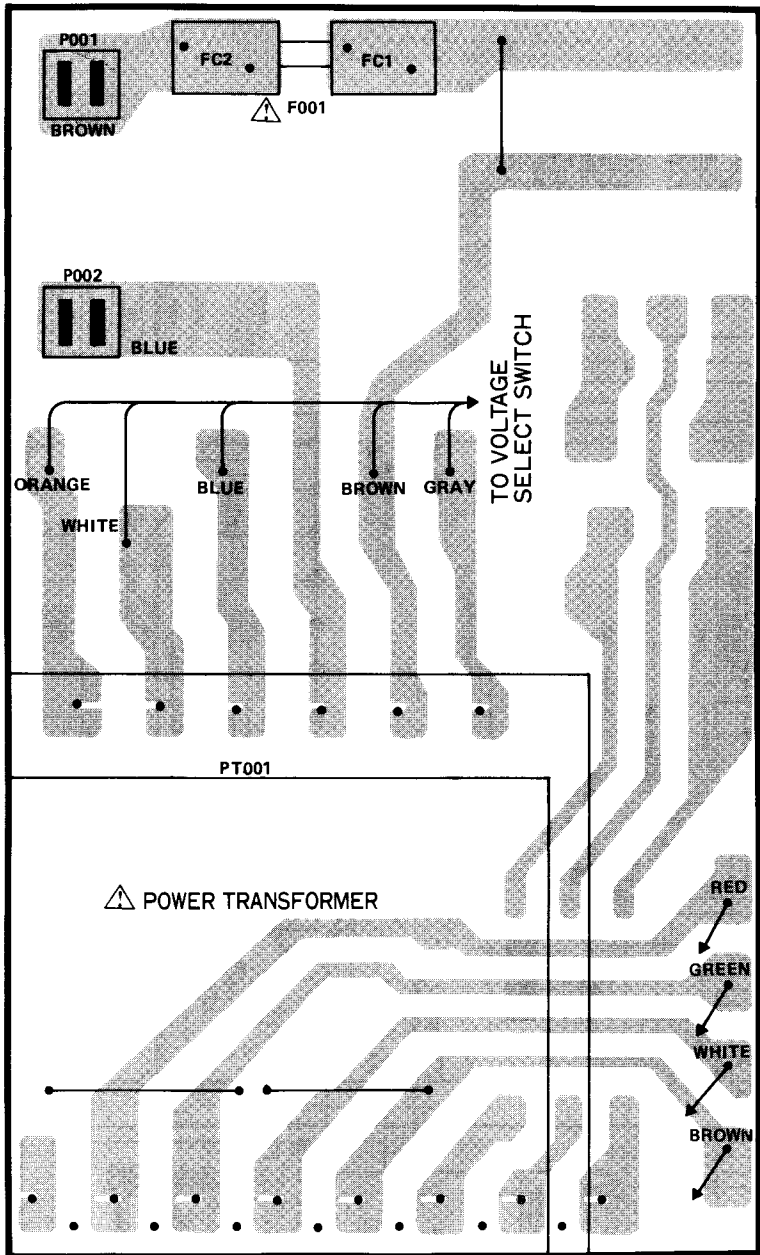 P001
FC2
FC1
F001
BROWN
P002
BLUE
TO VOLTAGE
SELECT SWITCH
ORANGE
BLUE
BROWN
GRAY
WHITE
PT001
POWER TRANSFORMER
RED
GREEN
WHITE
BROWN